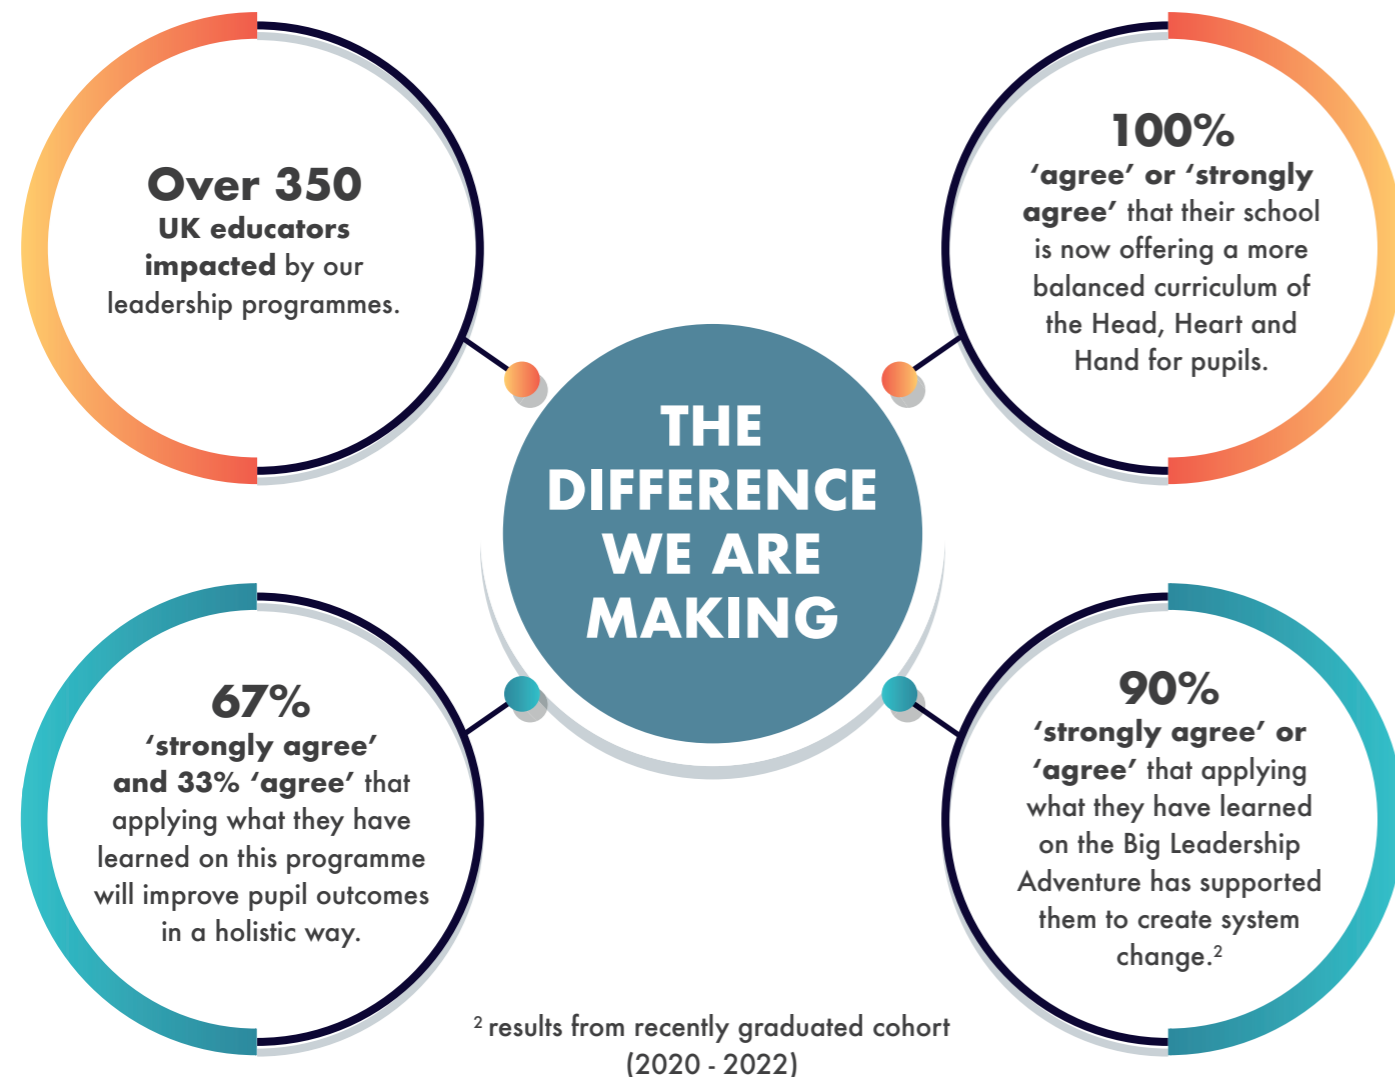 Over 350
UK educators
impacted by our
leadership programmes.
100%
‘agree’ or ‘strongly
agree’ that their school
is now offering a more
balanced curriculum of
the Head, Heart and
Hand for pupils.
THE
DIFFERENCE
WE ARE
MAKING
67%
‘strongly agree’
and 33% ‘agree’ that
applying what they have
learned on this programme
will improve pupil outcomes
in a holistic way.
90%
‘strongly agree’ or
‘agree’ that applying
what they have learned
on the Big Leadership
Adventure has supported
them to create system
change.²
² results from recently graduated cohort
(2020 - 2022)